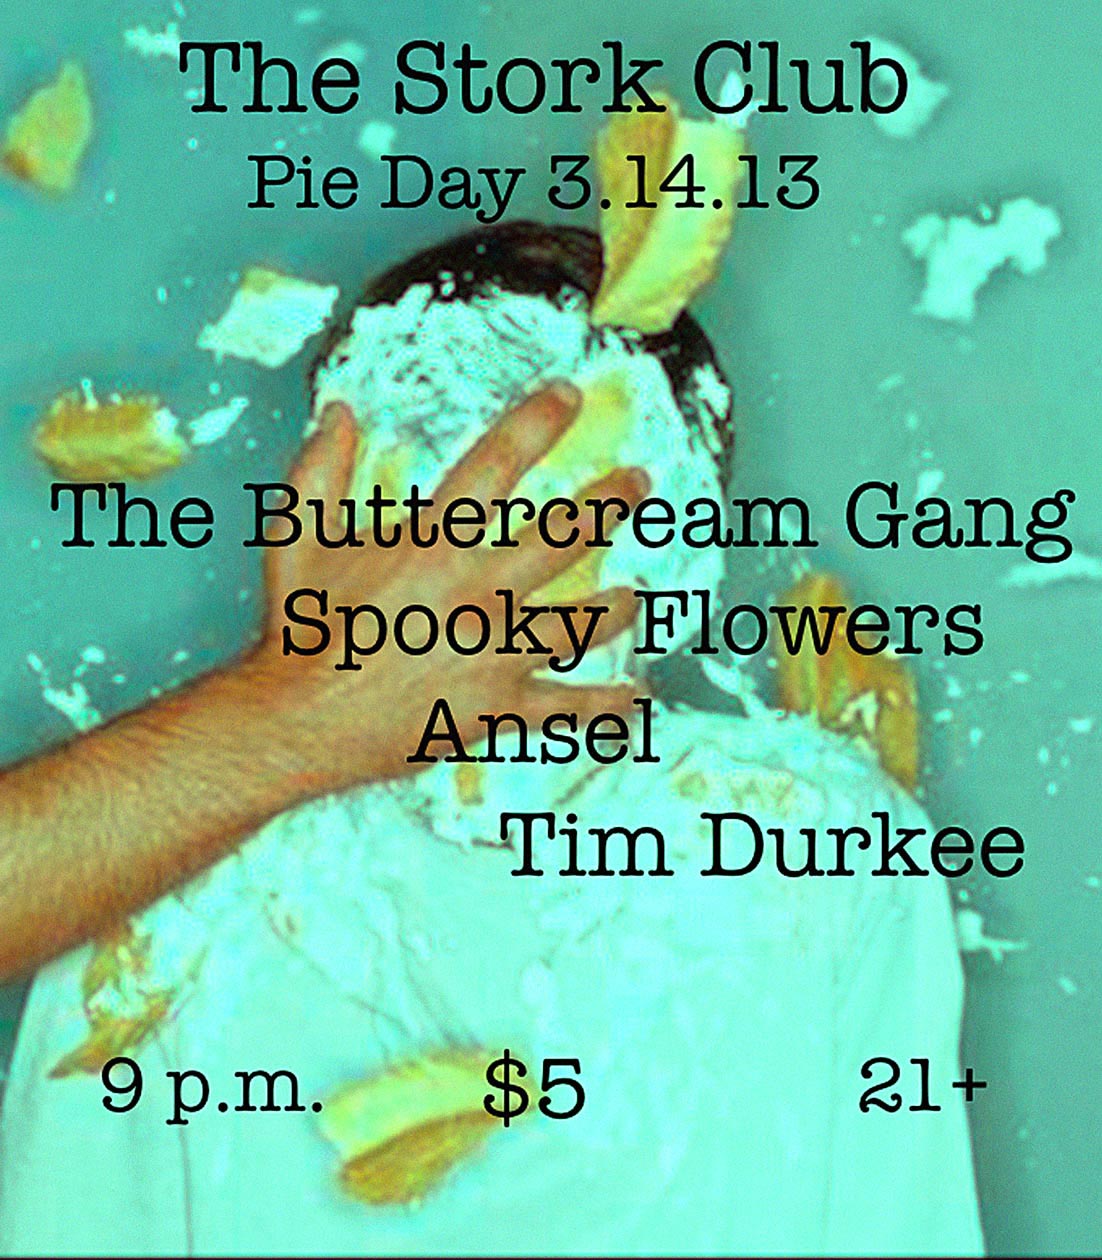 The Stork Club
Pie Day 3.14.13
The Buttercream Gang
Spooky Flowers
Ansel
Tim Durkee
9 p.m. $5 21+